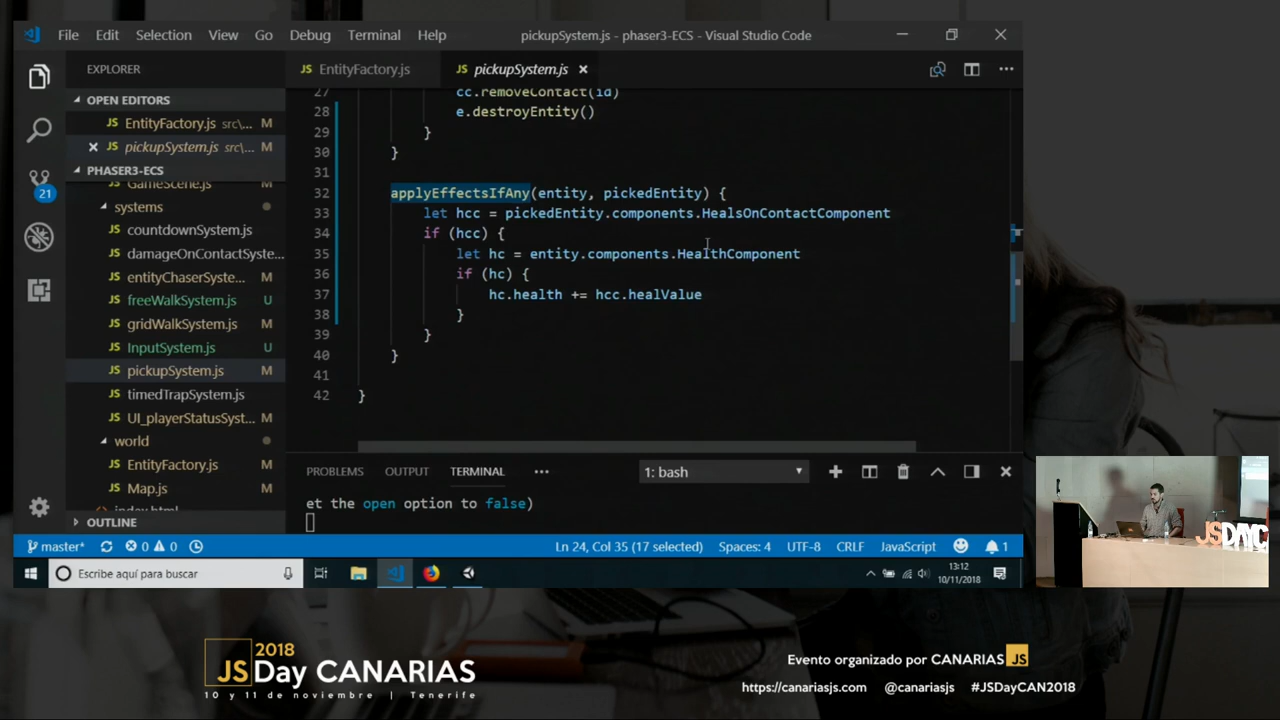 File Edit Selection View Go Debug Terminal Help
pickupSystem.js - phaser3-ECS - Visual Studio Code
EXPLORER
OPEN EDITORS
JS EntityFactory.js src\... M
JS pickupSystem.js src\... M
PHASER3-ECS
JS GameScene.js M
systems
JS countdownSystem.js M
JS damageOnContactSyste...
JS entityChaserSyste... M
JS freeWalkSystem.js U
JS gridWalkSystem.js M
JS InputSystem.js U
JS pickupSystem.js M
JS timedTrapSystem.js M
JS UI_playerStatusSyst... M
world
JS EntityFactory.js M
JS Map.js M
index.html
OUTLINE
21
JS EntityFactory.js
JS pickupSystem.js
27 cc.removeContact(id)
28 e.destroyEntity()
29 }
30 }
31
32 applyEffectsIfAny(entity, pickedEntity) {
33 let hcc = pickedEntity.components.HealsOnContactComponent
34 if (hcc) {
35 let hc = entity.components.HealthComponent
36 if (hc) {
37 hc.health += hcc.healValue
38 }
39 }
40 }
41
42 }
PROBLEMS OUTPUT TERMINAL ... 1: bash
et the open option to false)
master* 0 0 Ln 24, Col 35 (17 selected) Spaces: 4 UTF-8 CRLF JavaScript 1
Escribe aquí para buscar
13:12
10/11/2018
JSDAYC
2018
JSDay CANARIAS
10 y 11 de noviembre | Tenerife
Evento organizado por CANARIAS JS
https://canariasjs.com @canariasjs #JSDayCAN2018